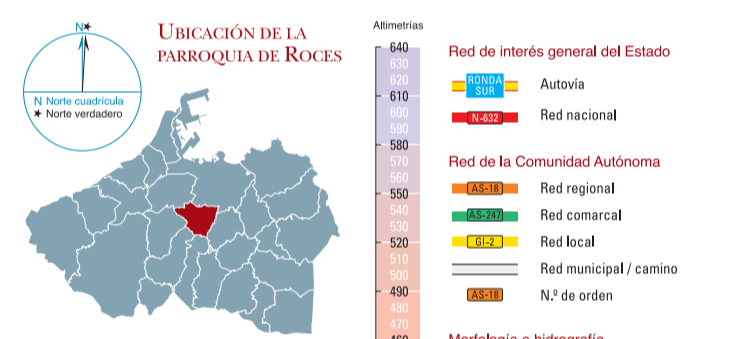 N★
N Norte cuadrícula
★ Norte verdadero
UBICACIÓN DE LA
PARROQUIA DE ROCES
Altimetrías
640
630
620
610
600
590
580
570
560
550
540
530
520
510
500
490
480
470
460
Red de interés general del Estado
RONDA
SUR
Autovía
N-632 Red nacional
Red de la Comunidad Autónoma
AS-18 Red regional
AS-247 Red comarcal
GI-2 Red local
Red municipal / camino
AS-18 N.º de orden
Morfología e hidrografía